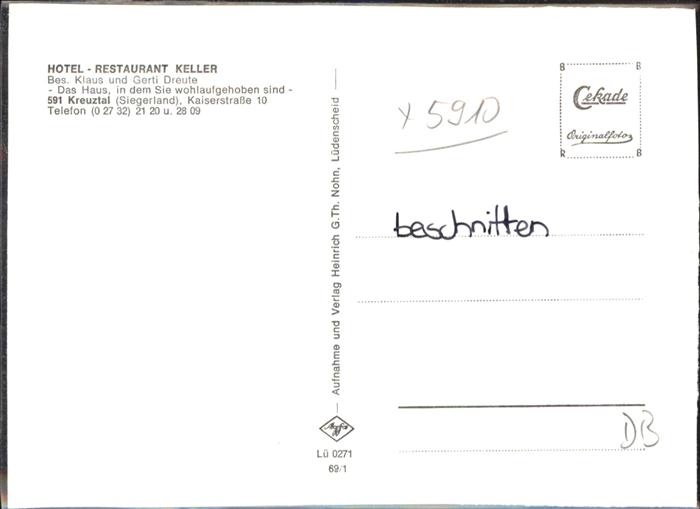 HOTEL - RESTAURANT KELLER
Bes. Klaus und Gerti Dreute
- Das Haus, in dem Sie wohlaufgehoben sind -
591 Kreuztal (Siegerland), Kaiserstraße 10
Telefon (0 27 32) 21 20 u. 28 09
Aufnahme und Verlag Heinrich G.Th. Nohn, Lüdenscheid
Agfa
Lü 0271
69/1
x 5910
B B
Cekade
Originalfotos
R B
beschnitten
DB